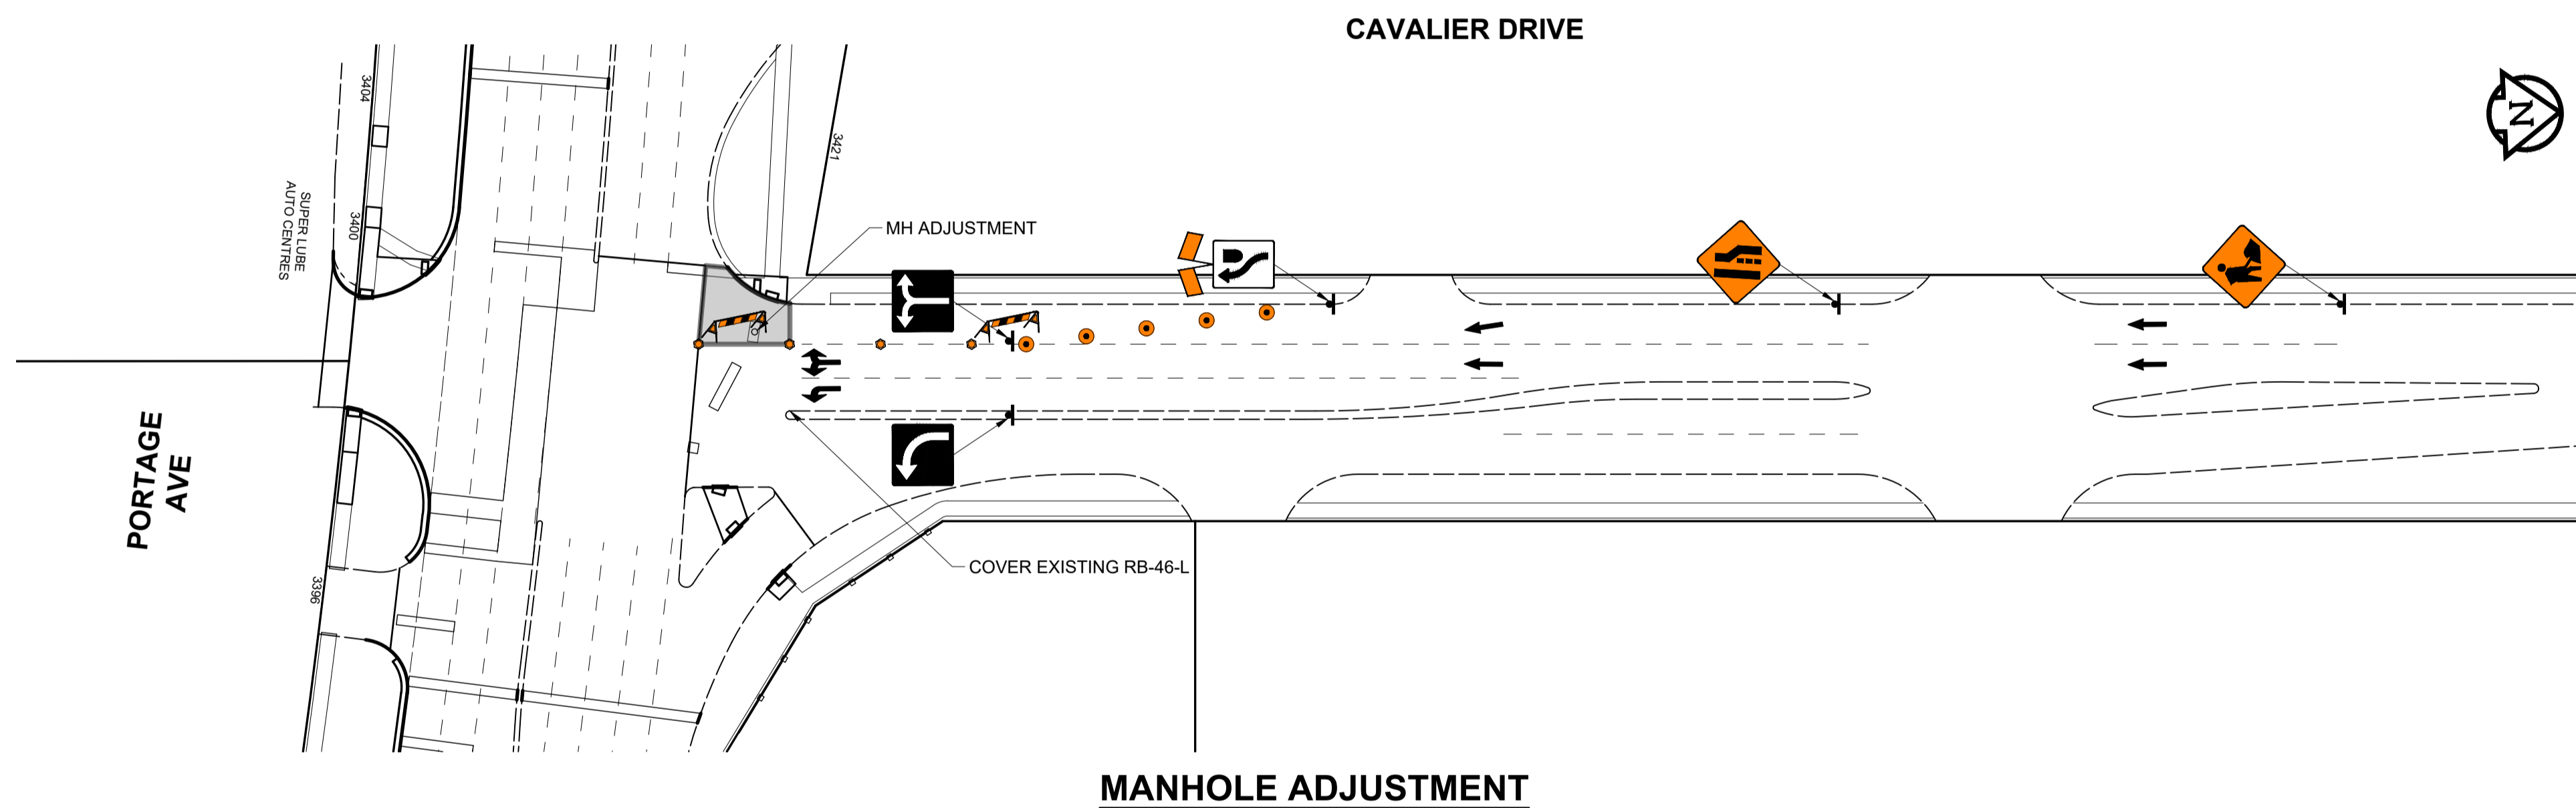 CAVALIER DRIVE
N
3404
3421
SUPER LUBE
AUTO CENTRES
3400
MH ADJUSTMENT
PORTAGE
AVE
COVER EXISTING RB-46-L
3396
MANHOLE ADJUSTMENT